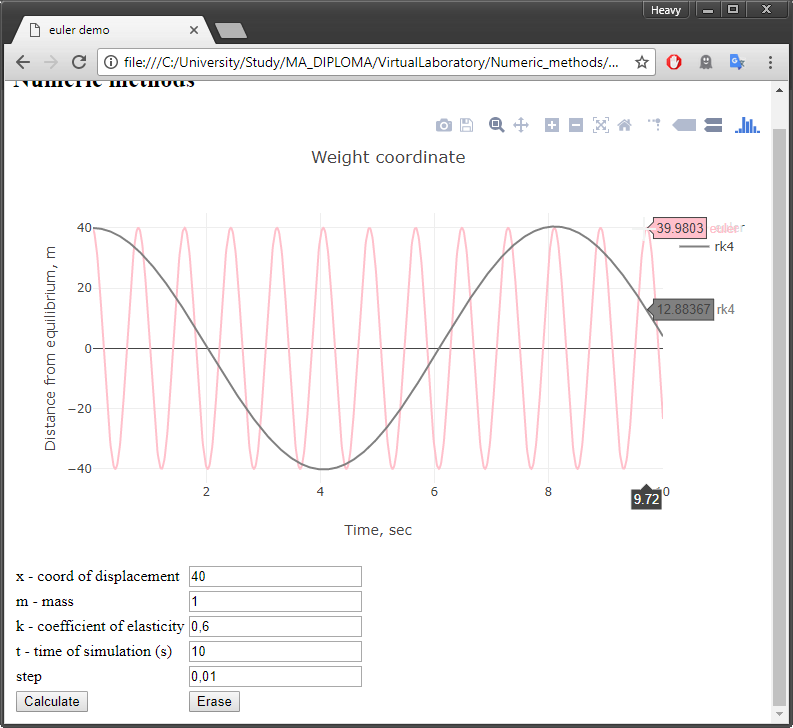 Heavy
euler demo
file:///C:/University/Study/MA_DIPLOMA/VirtualLaboratory/Numeric_methods/...
Numeric methods
Weight coordinate
40
20
0
−20
−40
Distance from equilibrium, m
39.9803 euler
rk4
12.88367 rk4
2 4 6 8 10
9.72
Time, sec
x - coord of displacement 40
m - mass 1
k - coefficient of elasticity 0,6
t - time of simulation (s) 10
step 0,01
Calculate Erase